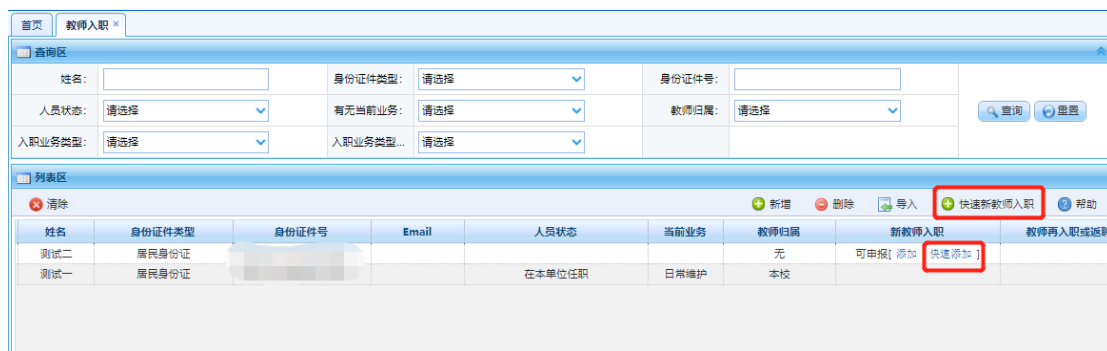 首页 教师入职 ×
查询区
姓名: 身份证件类型: 请选择 身份证件号:
人员状态: 请选择 有无当前业务: 请选择 教师归属: 请选择 查询 重置
入职业务类型: 请选择 入职业务类型... 请选择
列表区
清除 新增 删除 导入 快速新教师入职 帮助
姓名 身份证件类型 身份证件号 Email 人员状态 当前业务 教师归属 新教师入职 教师再入职或返聘
测试二 居民身份证 无 可申报[ 添加 快速添加 ]
测试一 居民身份证 在本单位任职 日常维护 本校